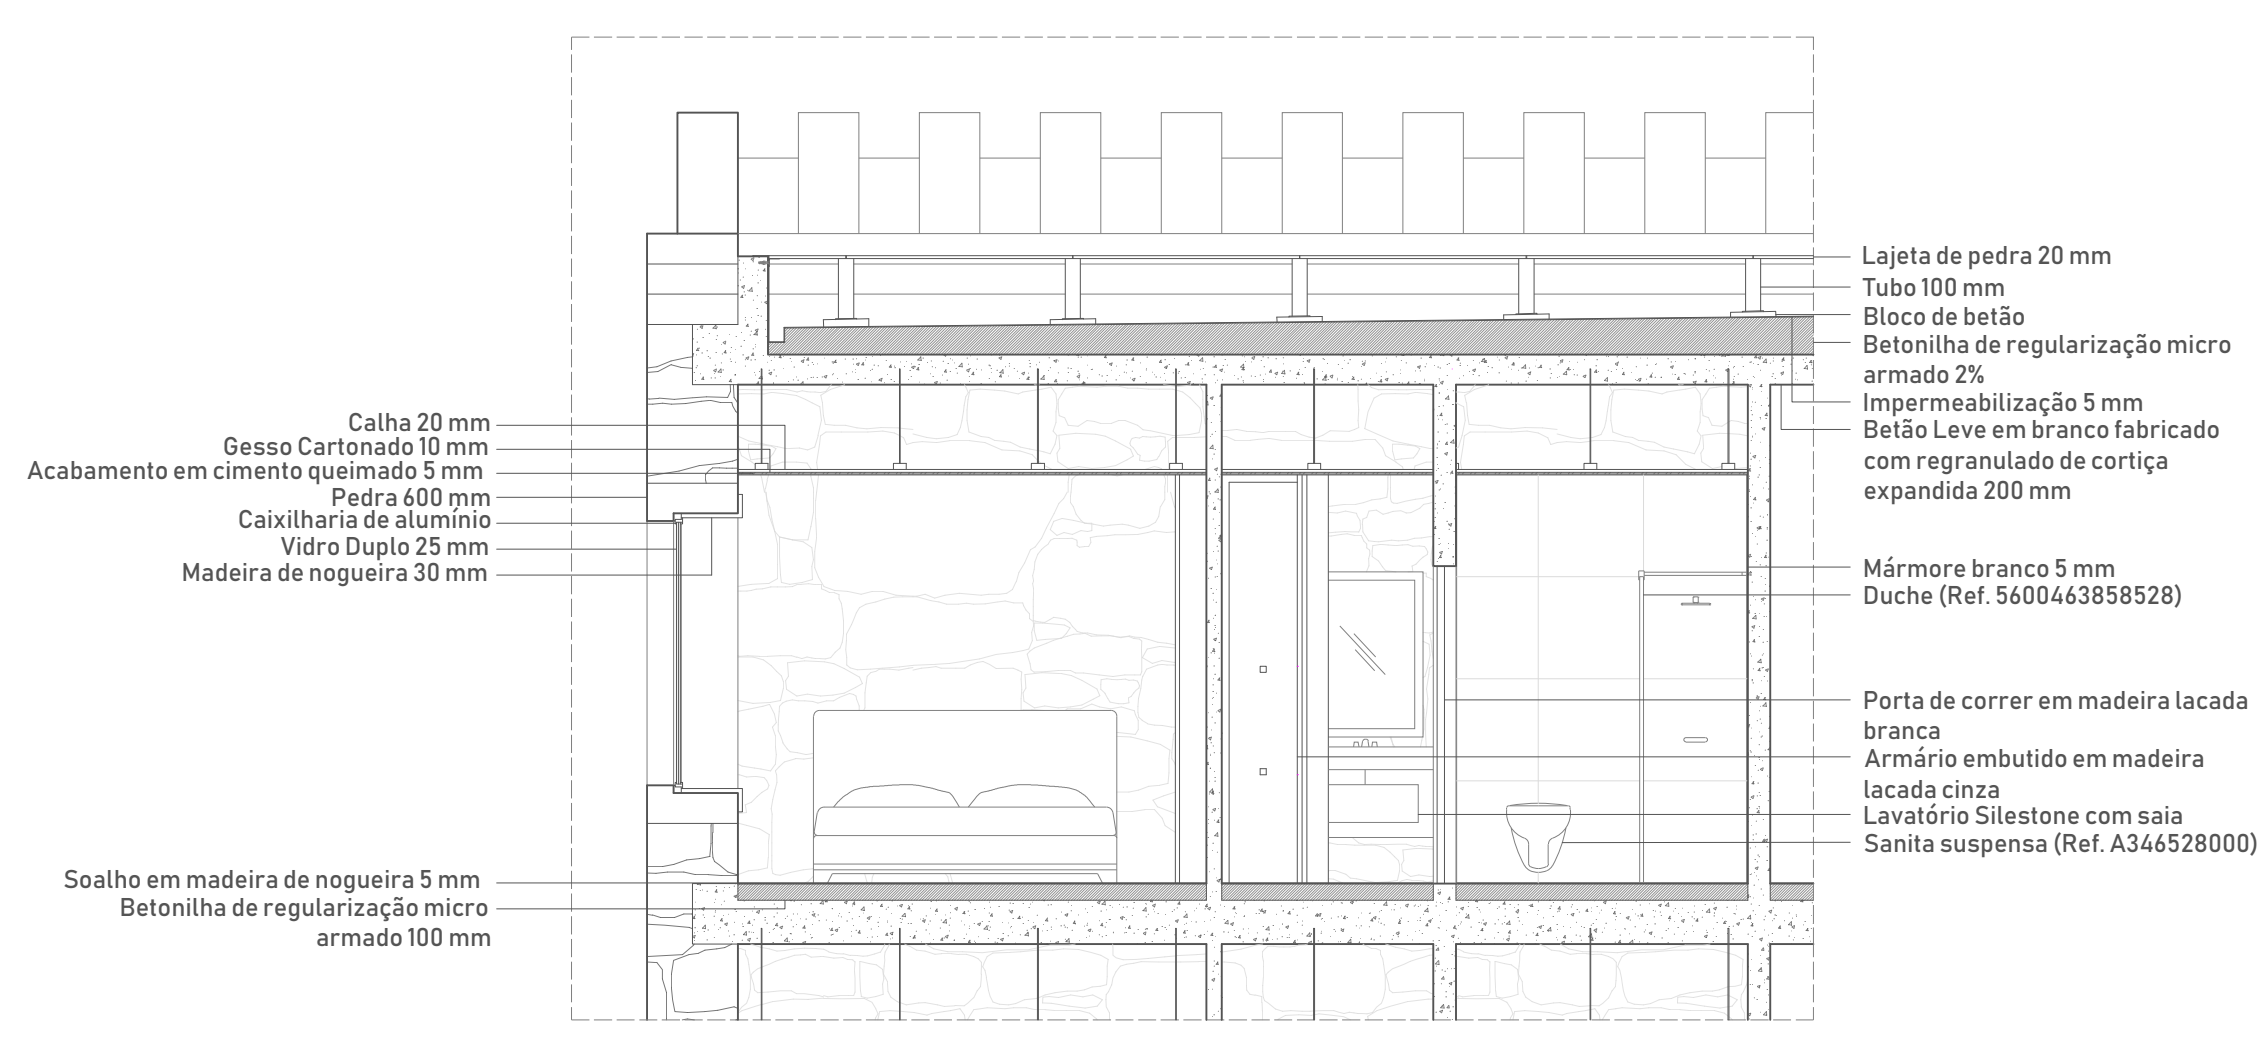 Calha 20 mm
Gesso Cartonado 10 mm
Acabamento em cimento queimado 5 mm
Pedra 600 mm
Caixilharia de alumínio
Vidro Duplo 25 mm
Madeira de nogueira 30 mm
Soalho em madeira de nogueira 5 mm
Betonilha de regularização micro
armado 100 mm
Lajeta de pedra 20 mm
Tubo 100 mm
Bloco de betão
Betonilha de regularização micro
armado 2%
Impermeabilização 5 mm
Betão Leve em branco fabricado
com regranulado de cortiça
expandida 200 mm
Mármore branco 5 mm
Duche (Ref. 5600463858528)
Porta de correr em madeira lacada
branca
Armário embutido em madeira
lacada cinza
Lavatório Silestone com saia
Sanita suspensa (Ref. A346528000)